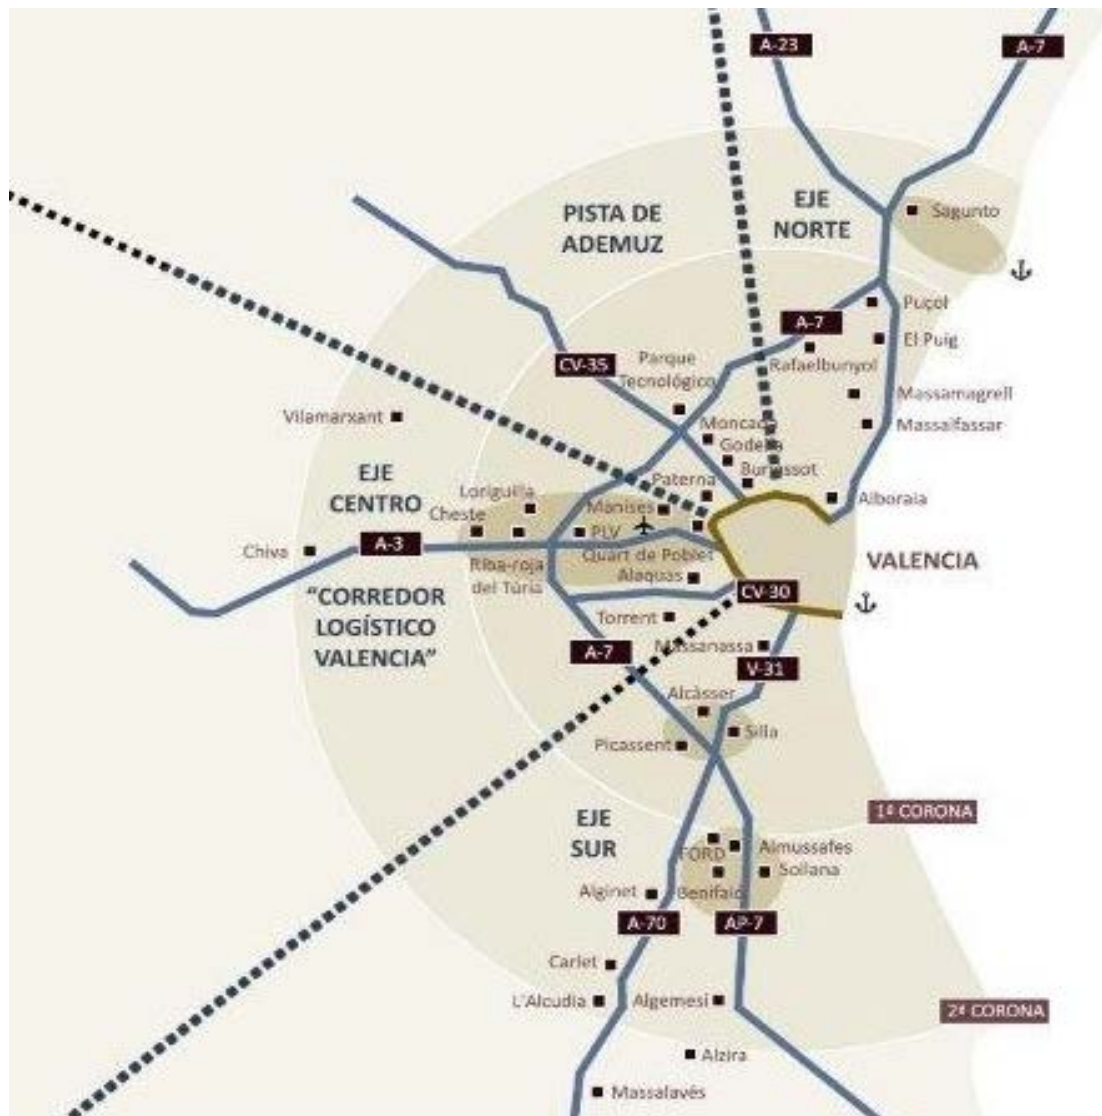 A-23
A-7
PISTA DE
ADEMUZ
EJE
NORTE
Sagunto
Puçol
A-7
El Puig
CV-35
Parque
Tecnológico
Rafaelbunyol
Massamagrell
Vilamarxant
Moncada
Massalfassar
Godella
EJE
CENTRO
Burjassot
Loriguilla
Paterna
Alboraia
Cheste
Manises
Chiva
A-3
PLV
Quart de Poblet
VALENCIA
Riba-roja
del Túria
Alaquas
CV-30
"CORREDOR
LOGÍSTICO
VALENCIA"
Torrent
A-7
Massanassa
V-31
Alcàsser
Picassent
Silla
1ª CORONA
EJE
SUR
FORD
Almussafes
Sollana
Alginet
Benifaió
A-70
AP-7
Carlet
L'Alcudia
Algemesí
2ª CORONA
Alzira
Massalavés